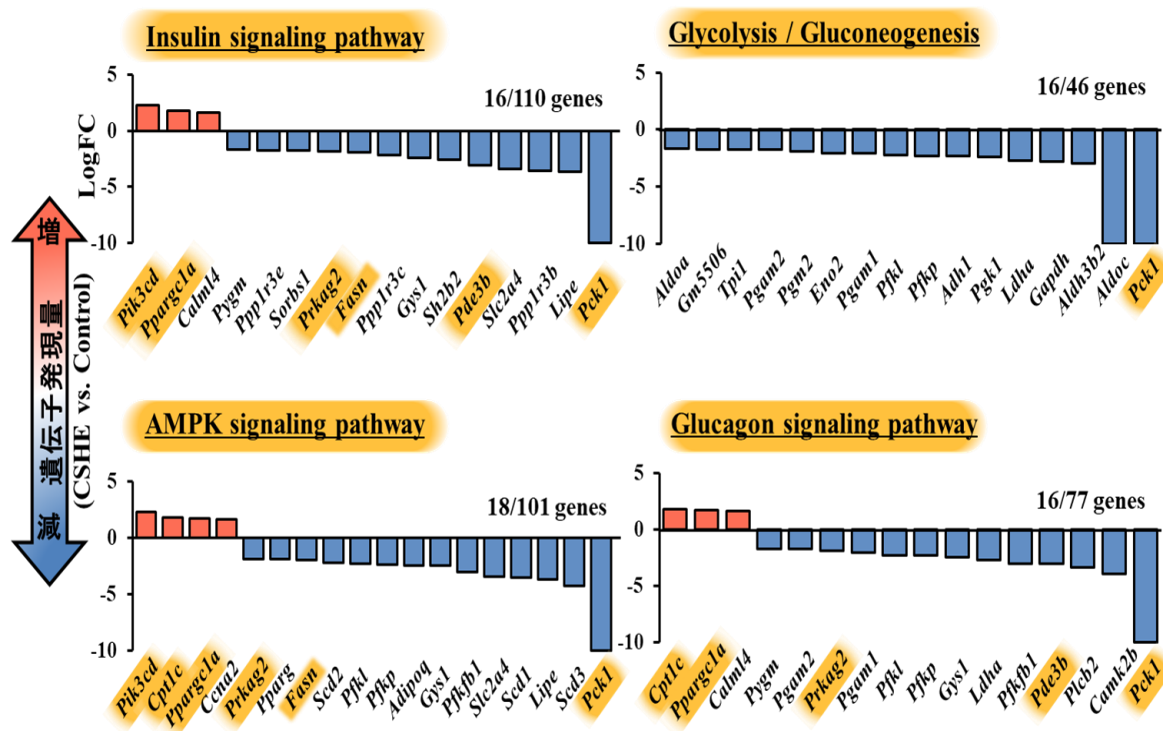 Insulin signaling pathway
Glycolysis / Gluconeogenesis
5
0
-5
-10
LogFC
16/110 genes
Pik3cd
Ppargc1a
Calml4
Pygm
Ppp1r3e
Sorbs1
Prkag2
Fasn
Ppp1r3c
Gys1
Sh2b2
Pde3b
Slc2a4
Ppp1r3b
Lipe
Pck1
5
0
-5
-10
16/46 genes
Aldoa
Gm5506
Tpi1
Pgam2
Pgm2
Eno2
Pgam1
Pfkl
Pfkp
Adh1
Pgk1
Ldha
Gapdh
Aldh3b2
Aldoc
Pck1
増
遺伝子発現量
減
(CSHE vs. Control)
AMPK signaling pathway
Glucagon signaling pathway
5
0
-5
-10
18/101 genes
Pik3cd
Cpt1c
Ppargc1a
Ccna2
Prkag2
Pparg
Fasn
Scd2
Pfkl
Pfkp
Adipoq
Gys1
Pfkfb1
Slc2a4
Scd1
Lipe
Scd3
Pck1
5
0
-5
-10
16/77 genes
Cpt1c
Ppargc1a
Calml4
Pygm
Pgam2
Prkag2
Pgam1
Pfkl
Pfkp
Gys1
Ldha
Pfkfb1
Pde3b
Plcb2
Camk2b
Pck1